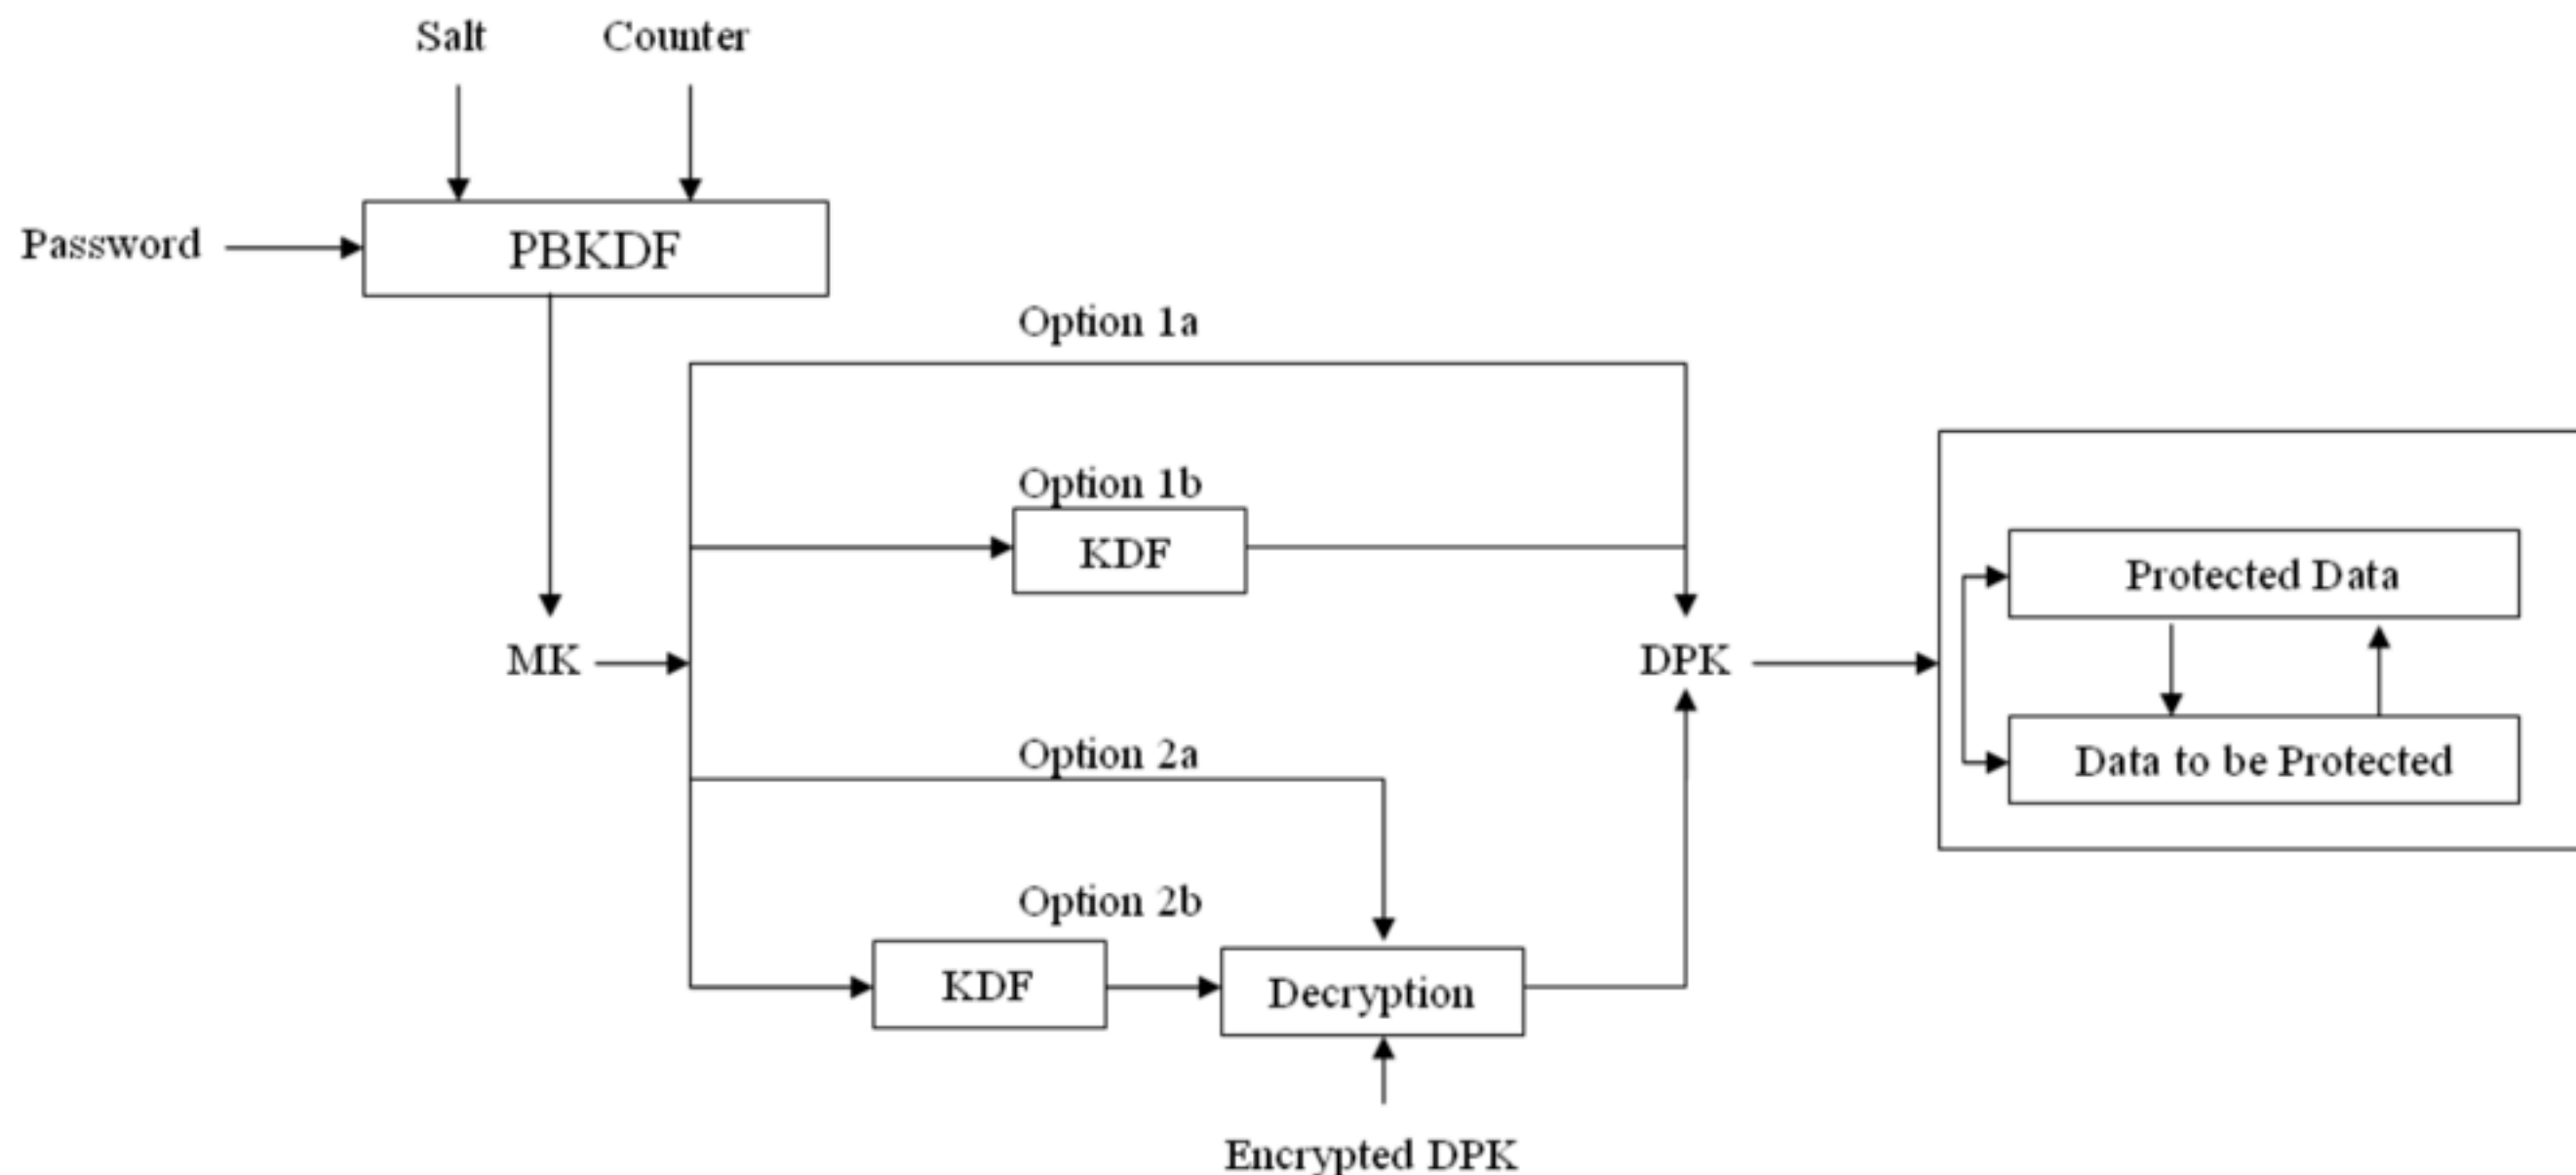 Salt
Counter
Password
PBKDF
Option 1a
Option 1b
KDF
MK
DPK
Protected Data
Data to be Protected
Option 2a
Option 2b
KDF
Decryption
Encrypted DPK